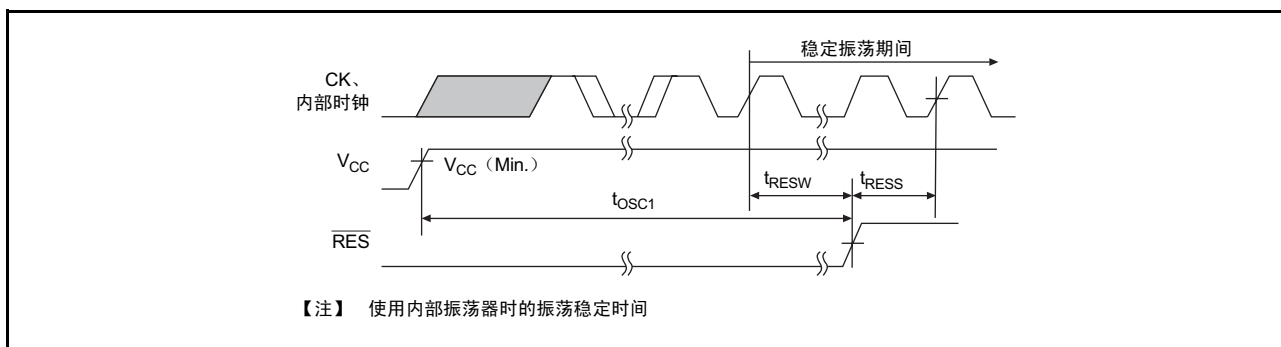 稳定振荡期间
CK、
内部时钟
VCC
VCC（Min.）
tRESW
tRESS
tOSC1
RES
【注】 使用内部振荡器时的振荡稳定时间